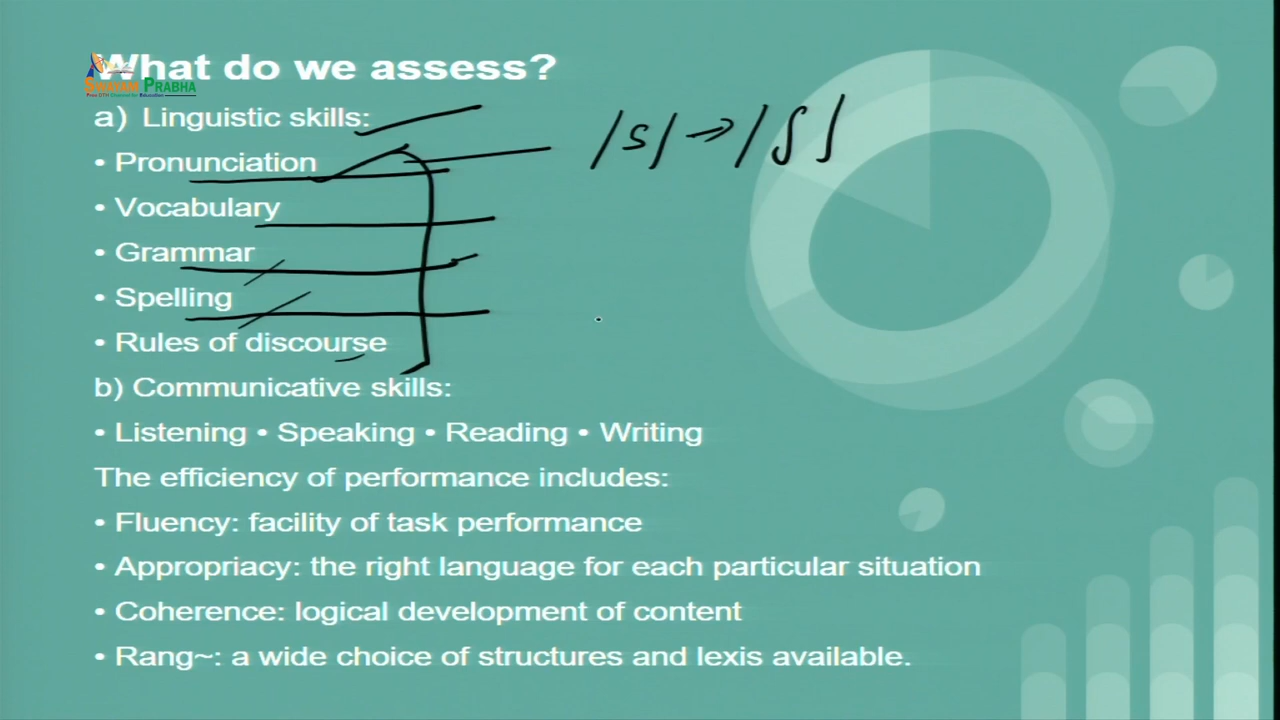 What do we assess?
SWAYAM PRABHA
a) Linguistic skills:
/s/ → /ʃ/
• Pronunciation
• Vocabulary
• Grammar
• Spelling
• Rules of discourse
b) Communicative skills:
• Listening • Speaking • Reading • Writing
The efficiency of performance includes:
• Fluency: facility of task performance
• Appropriacy: the right language for each particular situation
• Coherence: logical development of content
• Rang~: a wide choice of structures and lexis available.